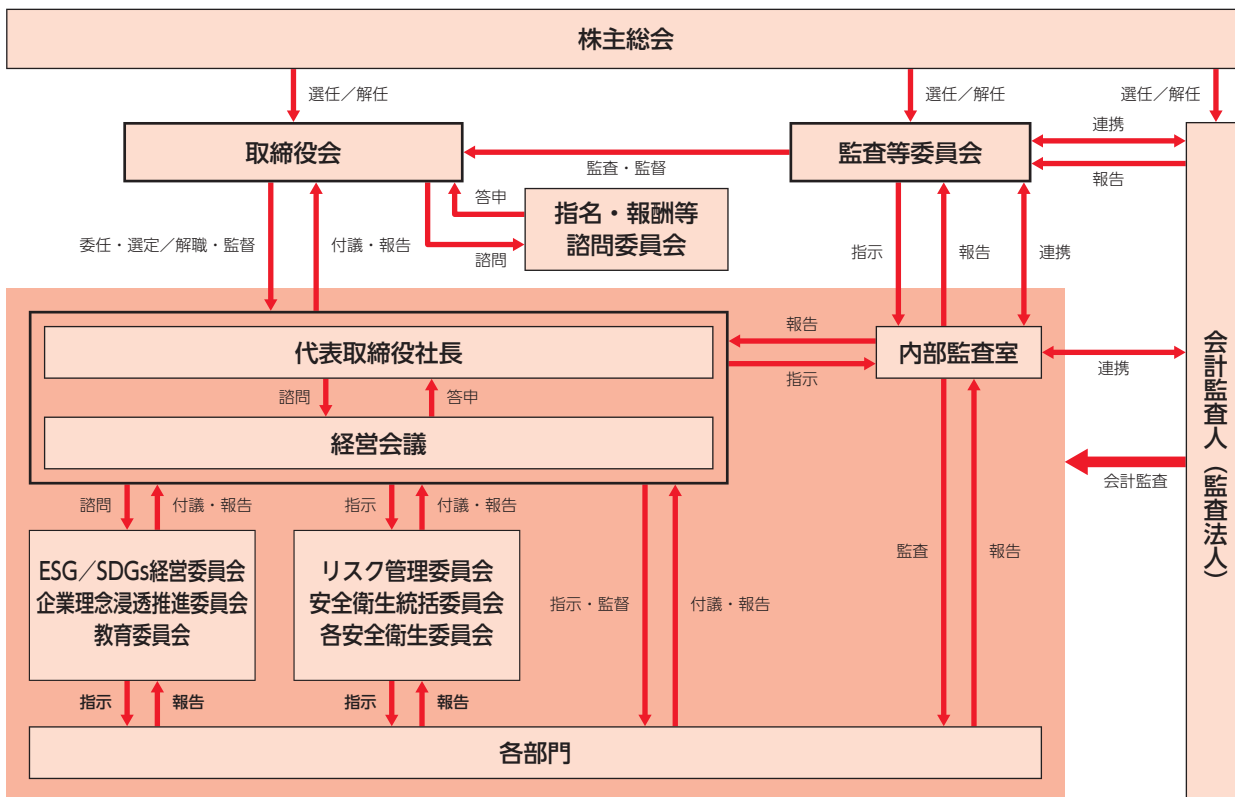 株主総会
選任／解任
選任／解任
選任／解任
取締役会
監査等委員会
連携
報告
監査・監督
答申
指名・報酬等
諮問委員会
諮問
委任・選定／解職・監督
付議・報告
指示
報告
連携
代表取締役社長
報告
指示
内部監査室
連携
諮問
答申
経営会議
会計監査
会計監査人（監査法人）
諮問
付議・報告
指示
付議・報告
ESG／SDGs経営委員会
企業理念浸透推進委員会
教育委員会
リスク管理委員会
安全衛生統括委員会
各安全衛生委員会
指示・監督
付議・報告
監査
報告
指示
報告
指示
報告
各部門